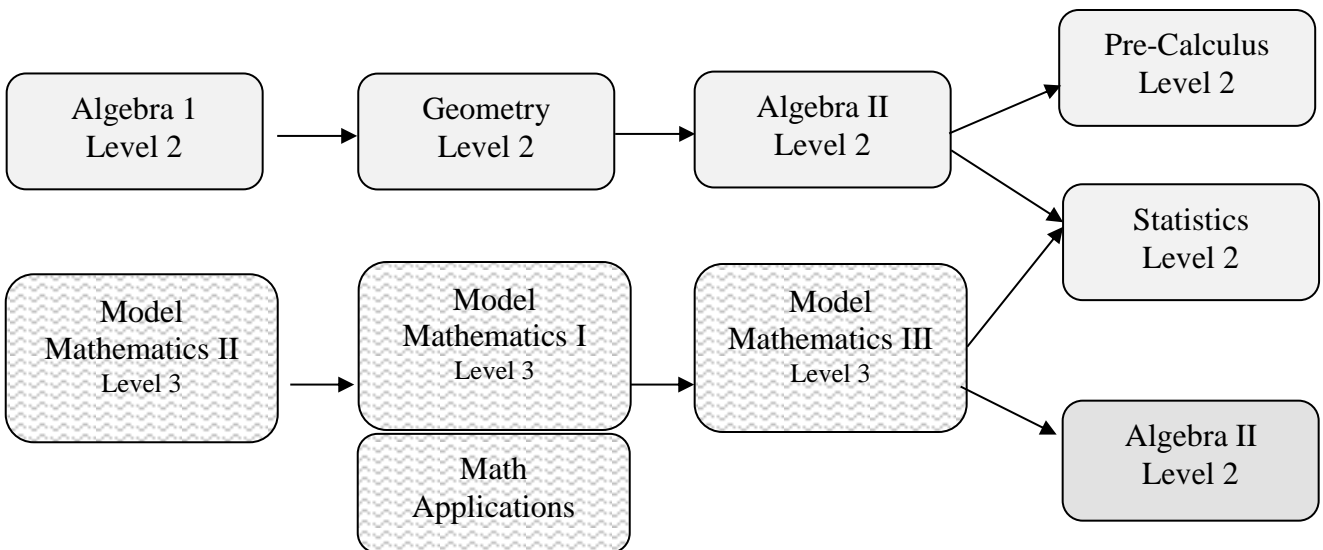 Algebra 1
Level 2
Geometry
Level 2
Algebra II
Level 2
Pre-Calculus
Level 2
Statistics
Level 2
Model
Mathematics II
Level 3
Model
Mathematics I
Level 3
Math
Applications
Model
Mathematics III
Level 3
Algebra II
Level 2